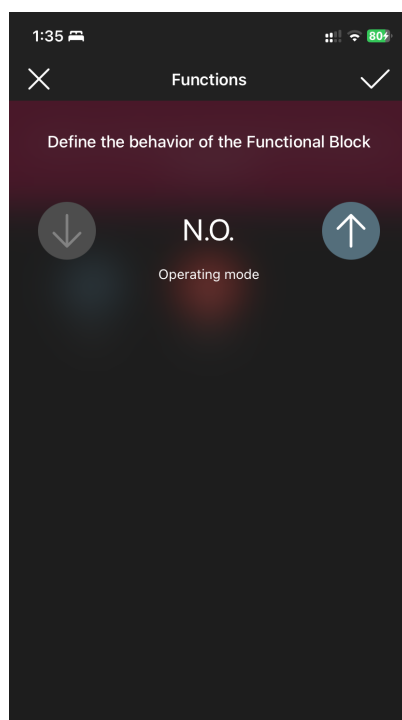 1:35
80
Functions
Define the behavior of the Functional Block
N.O.
Operating mode